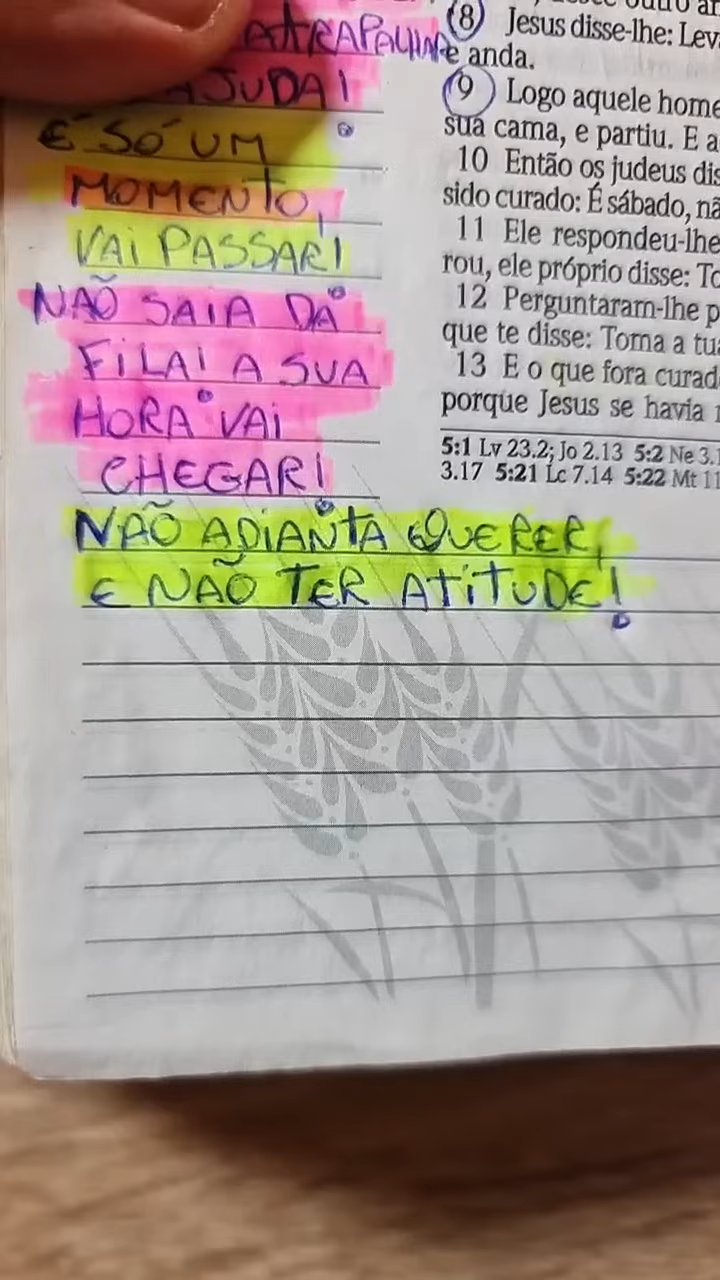 ATRAPALHA
AJUDA!
É SÓ UM
MOMENTO,
VAI PASSAR!
NÃO SAIA DA
FILA! A SUA
HORA VAI
CHEGAR!
NÃO ADIANTA QUERER,
E NÃO TER ATITUDE!
8 Jesus disse-lhe: Lev
e anda.
9 Logo aquele home
sua cama, e partiu. E a
10 Então os judeus dis
sido curado: É sábado, nã
11 Ele respondeu-lhe
rou, ele próprio disse: To
12 Perguntaram-lhe p
que te disse: Toma a tua
13 E o que fora curad
porque Jesus se havia
5:1 Lv 23.2; Jo 2.13 5:2 Ne 3.1
3.17 5:21 Lc 7.14 5:22 Mt 11